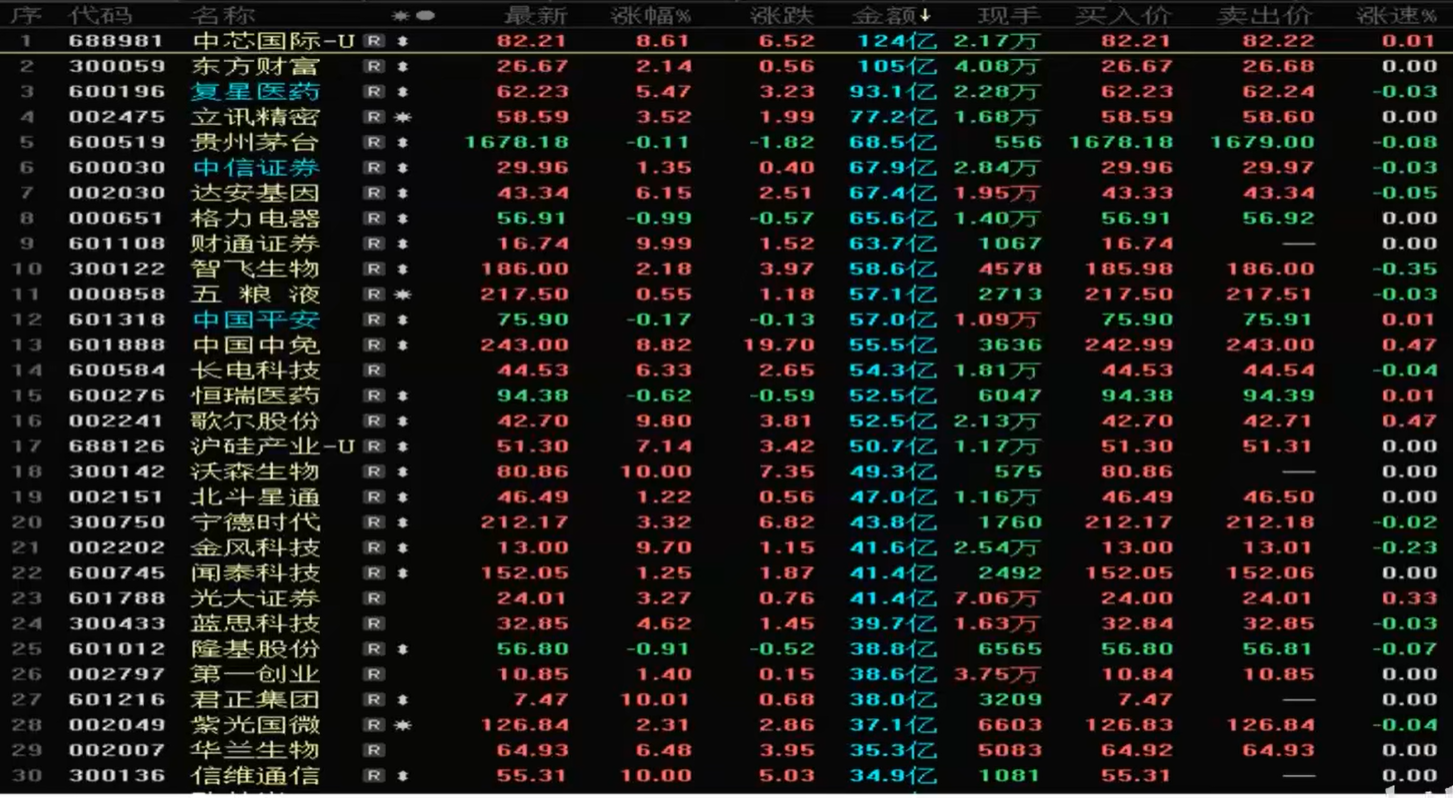 序 代码 名称 最新 涨幅% 涨跌 金额↓ 现手 买入价 卖出价 涨速%
1 688981 中芯国际-U R 82.21 8.61 6.52 124亿 2.17万 82.21 82.22 0.01
2 300059 东方财富 R 26.67 2.14 0.56 105亿 4.08万 26.67 26.68 0.00
3 600196 复星医药 R 62.23 5.47 3.23 93.1亿 2.28万 62.23 62.24 -0.03
4 002475 立讯精密 R 58.59 3.52 1.99 77.2亿 1.68万 58.59 58.60 0.00
5 600519 贵州茅台 R 1678.18 -0.11 -1.82 68.5亿 556 1678.18 1679.00 -0.08
6 600030 中信证券 R 29.96 1.35 0.40 67.9亿 2.84万 29.96 29.97 -0.03
7 002030 达安基因 R 43.34 6.15 2.51 67.4亿 1.95万 43.33 43.34 -0.05
8 000651 格力电器 R 56.91 -0.99 -0.57 65.6亿 1.40万 56.91 56.92 0.00
9 601108 财通证券 R 16.74 9.99 1.52 63.7亿 1067 16.74 — 0.00
10 300122 智飞生物 R 186.00 2.18 3.97 58.6亿 4578 185.98 186.00 -0.35
11 000858 五 粮 液 R 217.50 0.55 1.18 57.1亿 2713 217.50 217.51 -0.03
12 601318 中国平安 R 75.90 -0.17 -0.13 57.0亿 1.09万 75.90 75.91 0.01
13 601888 中国中免 R 243.00 8.82 19.70 55.5亿 3636 242.99 243.00 0.47
14 600584 长电科技 R 44.53 6.33 2.65 54.3亿 1.81万 44.53 44.54 -0.04
15 600276 恒瑞医药 R 94.38 -0.62 -0.59 52.5亿 6047 94.38 94.39 0.01
16 002241 歌尔股份 R 42.70 9.80 3.81 52.5亿 2.13万 42.70 42.71 0.47
17 688126 沪硅产业-U R 51.30 7.14 3.42 50.7亿 1.17万 51.30 51.31 0.00
18 300142 沃森生物 R 80.86 10.00 7.35 49.3亿 575 80.86 — 0.00
19 002151 北斗星通 R 46.49 1.22 0.56 47.0亿 1.16万 46.49 46.50 0.00
20 300750 宁德时代 R 212.17 3.32 6.82 43.8亿 1760 212.17 212.18 -0.02
21 002202 金风科技 R 13.00 9.70 1.15 41.6亿 2.54万 13.00 13.01 -0.23
22 600745 闻泰科技 R 152.05 1.25 1.87 41.4亿 2492 152.05 152.06 0.00
23 601788 光大证券 R 24.01 3.27 0.76 41.4亿 7.06万 24.00 24.01 0.33
24 300433 蓝思科技 R 32.85 4.62 1.45 39.7亿 1.63万 32.84 32.85 -0.03
25 601012 隆基股份 R 56.80 -0.91 -0.52 38.8亿 6565 56.80 56.81 -0.07
26 002797 第一创业 R 10.85 1.40 0.15 38.6亿 3.75万 10.84 10.85 0.00
27 601216 君正集团 R 7.47 10.01 0.68 38.0亿 3209 7.47 — 0.00
28 002049 紫光国微 R 126.84 2.31 2.86 37.1亿 6603 126.83 126.84 -0.04
29 002007 华兰生物 R 64.93 6.48 3.95 35.3亿 5083 64.92 64.93 0.00
30 300136 信维通信 R 55.31 10.00 5.03 34.9亿 1081 55.31 — 0.00